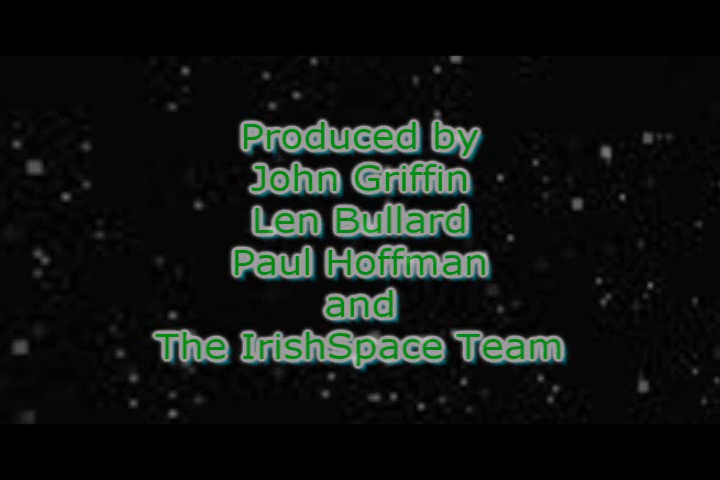 Produced by
John Griffin
Len Bullard
Paul Hoffman
and
The IrishSpace Team